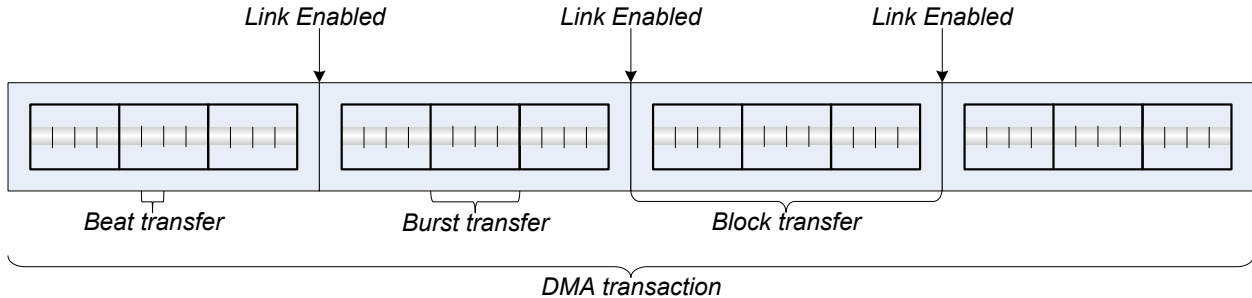 Link Enabled
Link Enabled
Link Enabled
Beat transfer
Burst transfer
Block transfer
DMA transaction